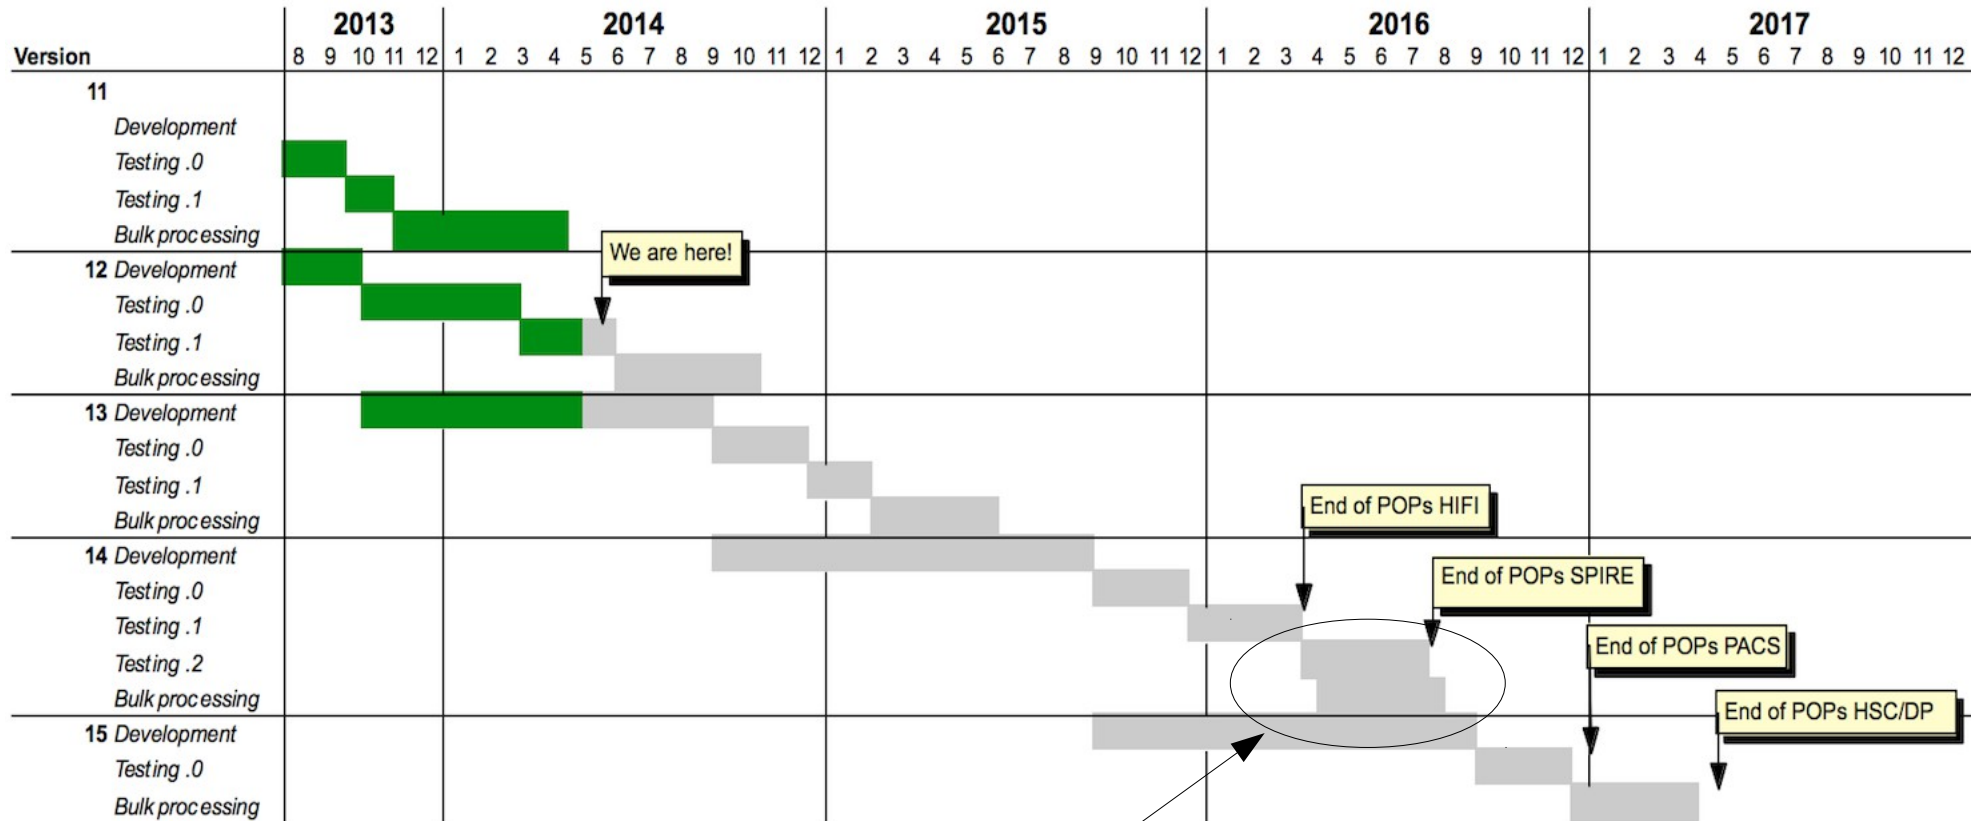 2013 2014 2015 2016 2017
Version 8 9 10 11 12 1 2 3 4 5 6 7 8 9 10 11 12 1 2 3 4 5 6 7 8 9 10 11 12 1 2 3 4 5 6 7 8 9 10 11 12 1 2 3 4 5 6 7 8 9 10 11 12
11
Development
Testing .0
Testing .1
Bulk processing
We are here!
12 Development
Testing .0
Testing .1
Bulk processing
13 Development
Testing .0
Testing .1
Bulk processing
End of POPs HIFI
14 Development
End of POPs SPIRE
Testing .0
Testing .1
End of POPs PACS
Testing .2
Bulk processing
End of POPs HSC/DP
15 Development
Testing .0
Bulk processing